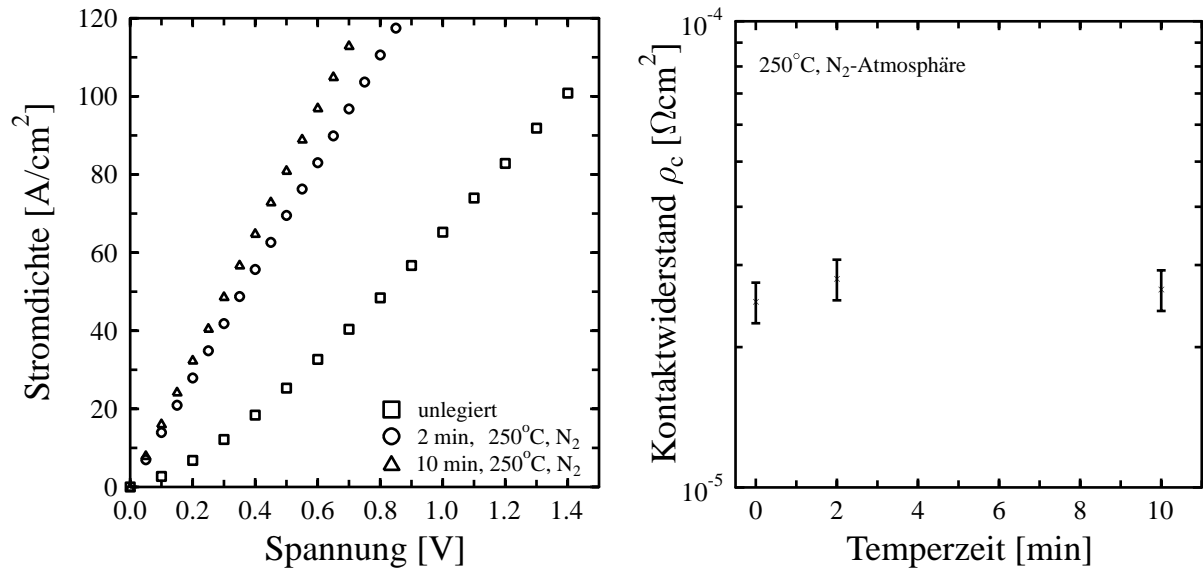 Stromdichte [A/cm²]
120
100
80
60
40
20
0
0.0 0.2 0.4 0.6 0.8 1.0 1.2 1.4
Spannung [V]
unlegiert
2 min, 250°C, N₂
10 min, 250°C, N₂
Kontaktwiderstand ρc [Ωcm²]
10⁻⁴
10⁻⁵
250°C, N₂-Atmosphäre
0 2 4 6 8 10
Temperzeit [min]